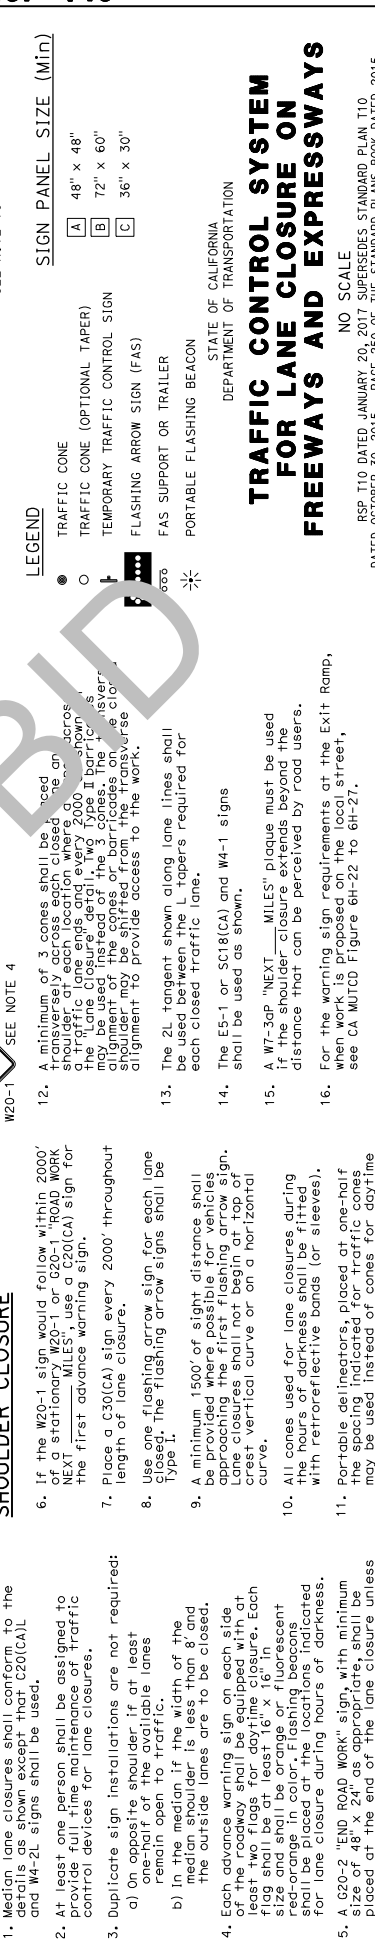 SHOULDER CLOSURE
W20-1
SEE NOTE 4
1. Median lane closures shall conform to the
details as shown except that C20(CA)L
and W4-2L signs shall be used.
2. At least one person shall be assigned to
provide full time maintenance of traffic
control devices for lane closures.
3. Duplicate sign installations are not required:
a) On opposite shoulder if at least
one-half of the available lanes
remain open to traffic.
b) In the median if the width of the
median shoulder is less than 8' and
the outside lanes are to be closed.
4. Each advance warning sign on each side
of the roadway shall be equipped with at
least two flags for daytime closure. Each
flag shall be at least 16" x 16" in
size and shall be orange or fluorescent
red-orange in color. Flashing beacons
shall be placed at the locations indicated
for lane closure during hours of darkness.
5. A G20-2 "END ROAD WORK" sign, with minimum
size of 48" x 24" as appropriate, shall be
placed at the end of the lane closure unless
6. If the W20-1 sign would follow within 2000'
of a stationary W20-1 or G20-1 "ROAD WORK
NEXT ____ MILES", use a C20(CA) sign for
the first advance warning sign.
7. Place a C30(CA) sign every 2000' throughout
length of lane closure.
8. Use one flashing arrow sign for each lane
closed. The flashing arrow signs shall be
Type I.
9. A minimum 1500' of sight distance shall
be provided where possible for vehicles
approaching the first flashing arrow sign.
Lane closures shall not begin at top of
crest vertical curve or on a horizontal
curve.
10. All cones used for lane closures during
the hours of darkness shall be fitted
with retroreflective bands (or sleeves).
11. Portable delineators, placed at one-half
the spacing indicated for traffic cones
may be used instead of cones for daytime
12. A minimum of 3 cones shall be placed
transversely across each closed lane and
shoulder at each location where a taper across
a traffic lane ends and every 2000' shown
the "Lane Closure" detail. Two Type II barricades
may be used instead of the 3 cones. The transverse
alignment of the cones or barricades on the closed
shoulder may be shifted from the transverse
alignment to provide access to the work.
13. The 2L tangent shown along lane lines shall
be used between the L tapers required for
each closed traffic lane.
14. The E5-1 or SC18(CA) and W4-1 signs
shall be used as shown.
15. A W7-3aP "NEXT ____ MILES" plaque must be used
if the shoulder closure extends beyond the
distance that can be perceived by road users.
16. For the warning sign requirements at the Exit Ramp,
when work is proposed on the local street,
see CA MUTCD Figure 6H-22 to 6H-27.
BID
LEGEND
TRAFFIC CONE
TRAFFIC CONE (OPTIONAL TAPER)
TEMPORARY TRAFFIC CONTROL SIGN
FLASHING ARROW SIGN (FAS)
FAS SUPPORT OR TRAILER
PORTABLE FLASHING BEACON
SIGN PANEL SIZE (Min)
A 48" x 48"
B 72" x 60"
C 36" x 30"
STATE OF CALIFORNIA
DEPARTMENT OF TRANSPORTATION
TRAFFIC CONTROL SYSTEM
FOR LANE CLOSURE ON
FREEWAYS AND EXPRESSWAYS
NO SCALE
RSP T10 DATED JANUARY 20, 2017 SUPERSEDES STANDARD PLAN T10